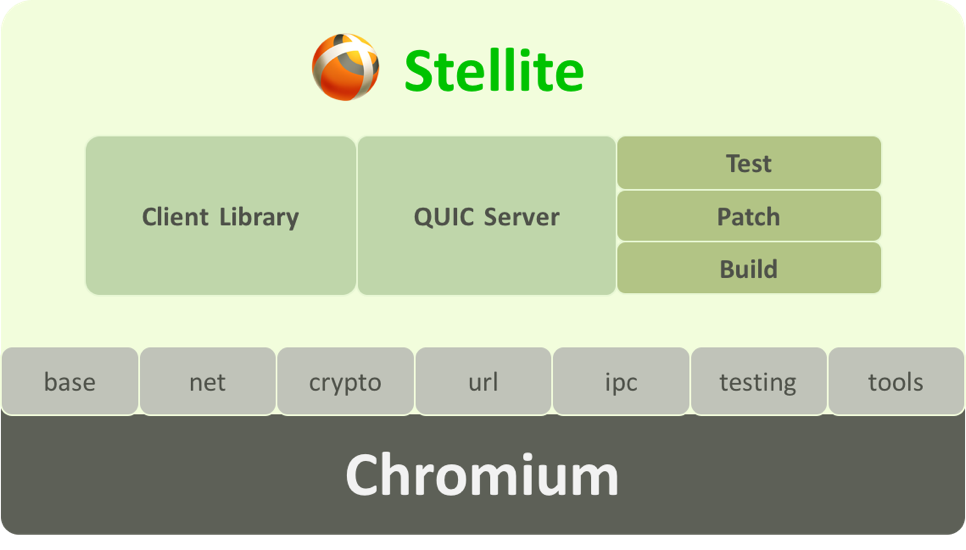 Stellite
Client Library
QUIC Server
Test
Patch
Build
base
net
crypto
url
ipc
testing
tools
Chromium